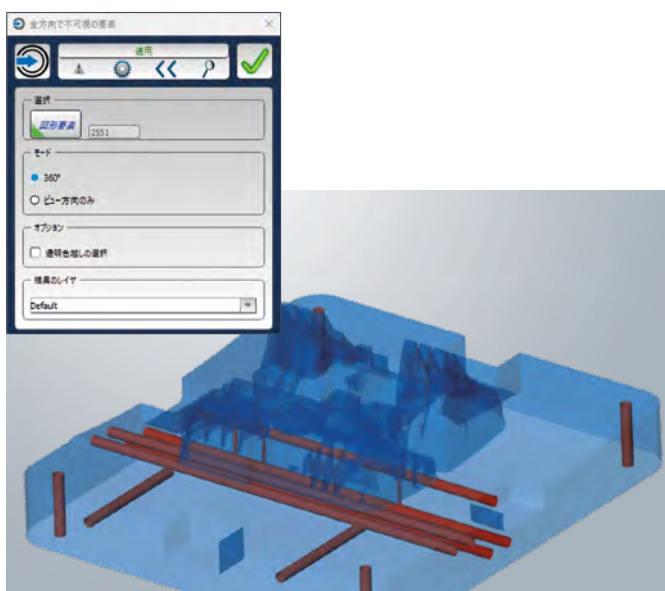 全方向で不可視の要素
適用
選択
図形要素
2551
モード
360°
ビュー方向のみ
オプション
透明色越しの選択
結果のレイヤ
Default